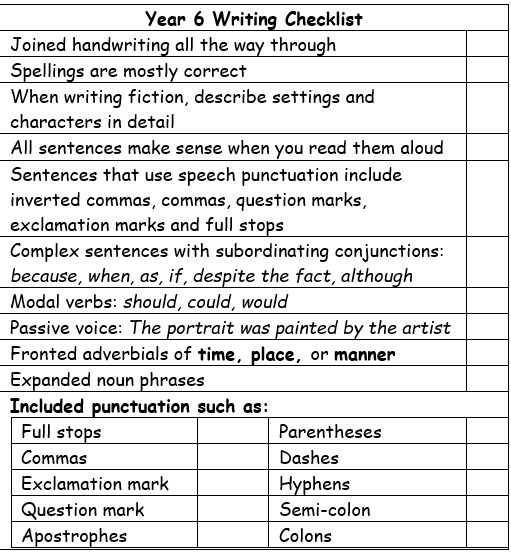 Year 6 Writing Checklist
Joined handwriting all the way through
Spellings are mostly correct
When writing fiction, describe settings and
characters in detail
All sentences make sense when you read them aloud
Sentences that use speech punctuation include
inverted commas, commas, question marks,
exclamation marks and full stops
Complex sentences with subordinating conjunctions:
because, when, as, if, despite the fact, although
Modal verbs: should, could, would
Passive voice: The portrait was painted by the artist
Fronted adverbials of time, place, or manner
Expanded noun phrases
Included punctuation such as:
Full stops Parentheses
Commas Dashes
Exclamation mark Hyphens
Question mark Semi-colon
Apostrophes Colons